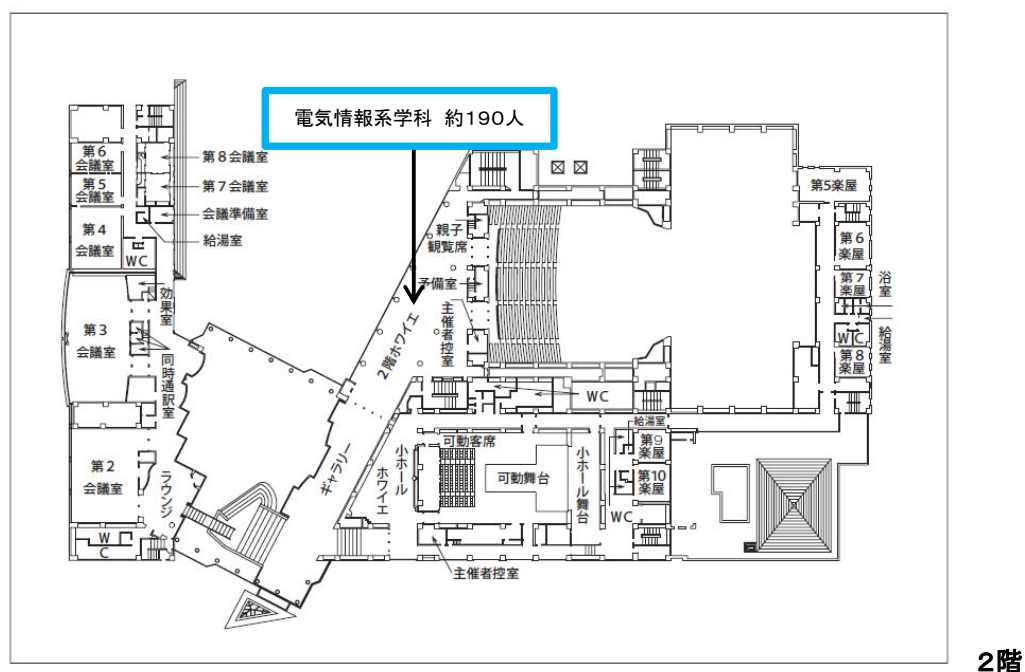 電気情報系学科 約190人
第6
会議室
第5
会議室
第4
会議室
WC
第8会議室
第7会議室
会議準備室
給湯室
効果室
第3
会議室
同時通訳室
第2
会議室
ラウンジ
W
C
親子
観覧席
予備室
主催者控室
2階ホワイエ
ギャラリー
小ホール
ホワイエ
可動客席
可動舞台
小ホール舞台
主催者控室
WC
給湯室
第9
楽屋
第10
楽屋
WC
第5楽屋
第6
楽屋
第7
楽屋
浴室
WC
給湯室
第8
楽屋
2階